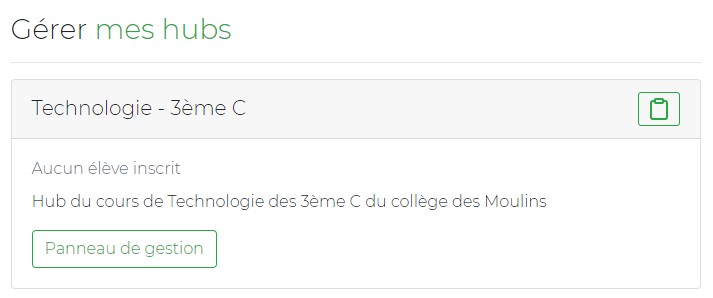 Gérer mes hubs
Technologie - 3ème C
Aucun élève inscrit
Hub du cours de Technologie des 3ème C du collège des Moulins
Panneau de gestion